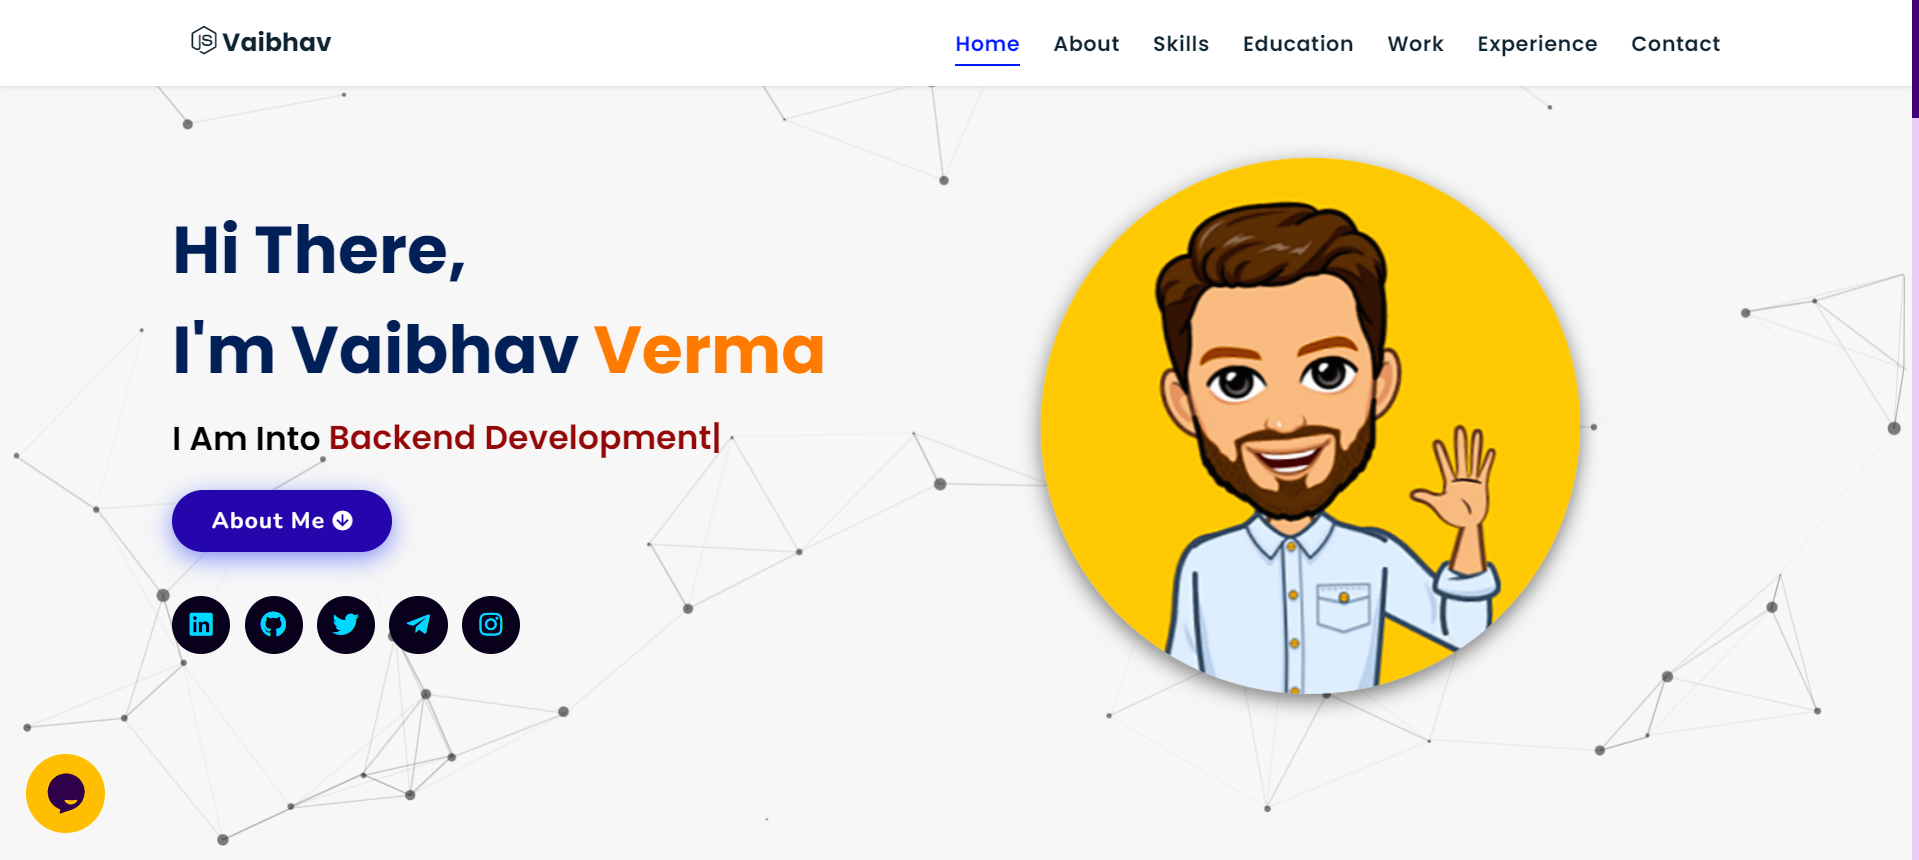 Vaibhav
Home About Skills Education Work Experience Contact
Hi There,
I'm Vaibhav Verma
I Am Into Backend Development|
About Me